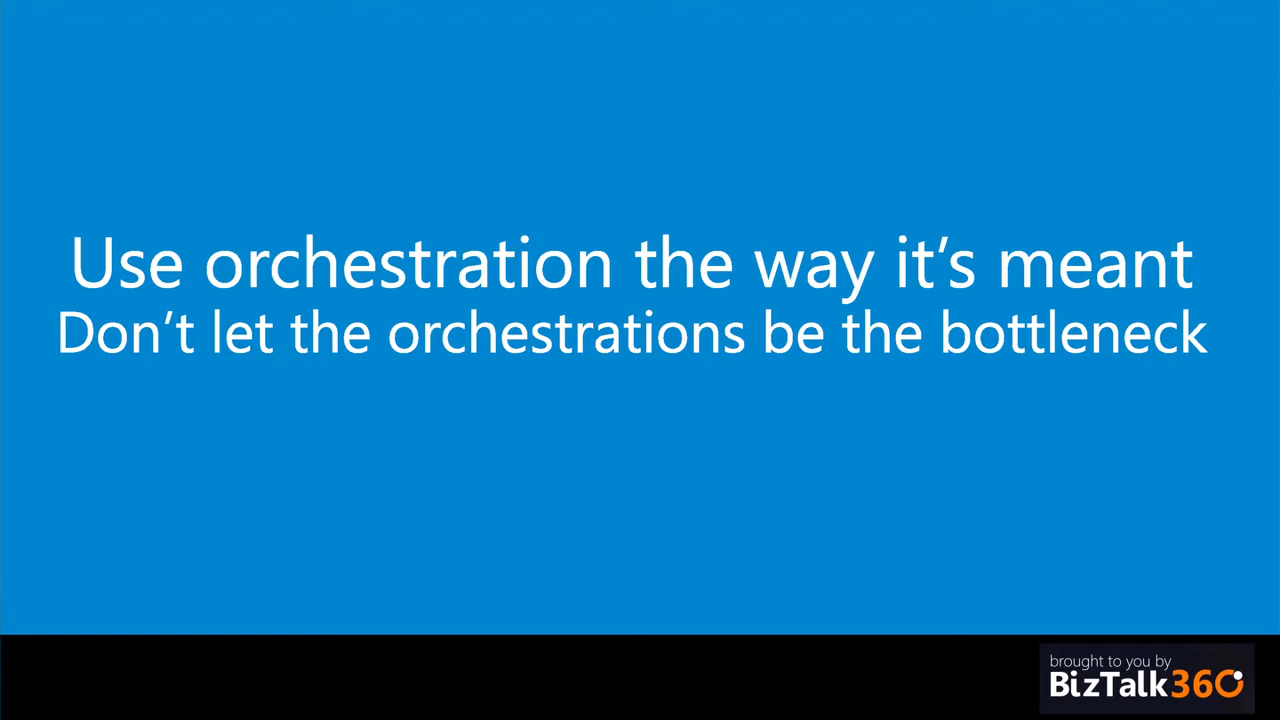 Use orchestration the way it's meant
Don't let the orchestrations be the bottleneck
brought to you by
BizTalk360